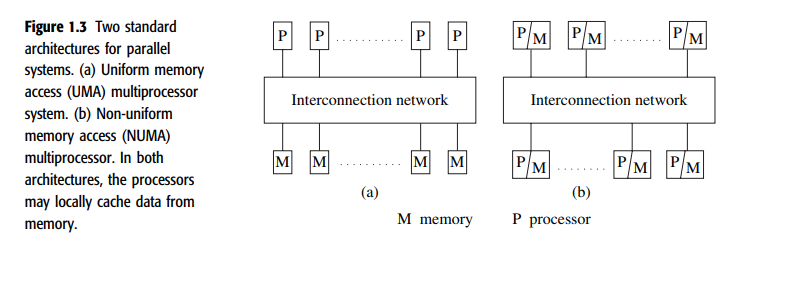 Figure 1.3 Two standard
architectures for parallel
systems. (a) Uniform memory
access (UMA) multiprocessor
system. (b) Non-uniform
memory access (NUMA)
multiprocessor. In both
architectures, the processors
may locally cache data from
memory.
P P . . . . . . . . . . . P P
Interconnection network
M M . . . . . . . . . . M M
(a)
P/M P/M . . . . . . . . P/M
Interconnection network
P/M . . . . . . . . P/M P/M
(b)
M memory P processor